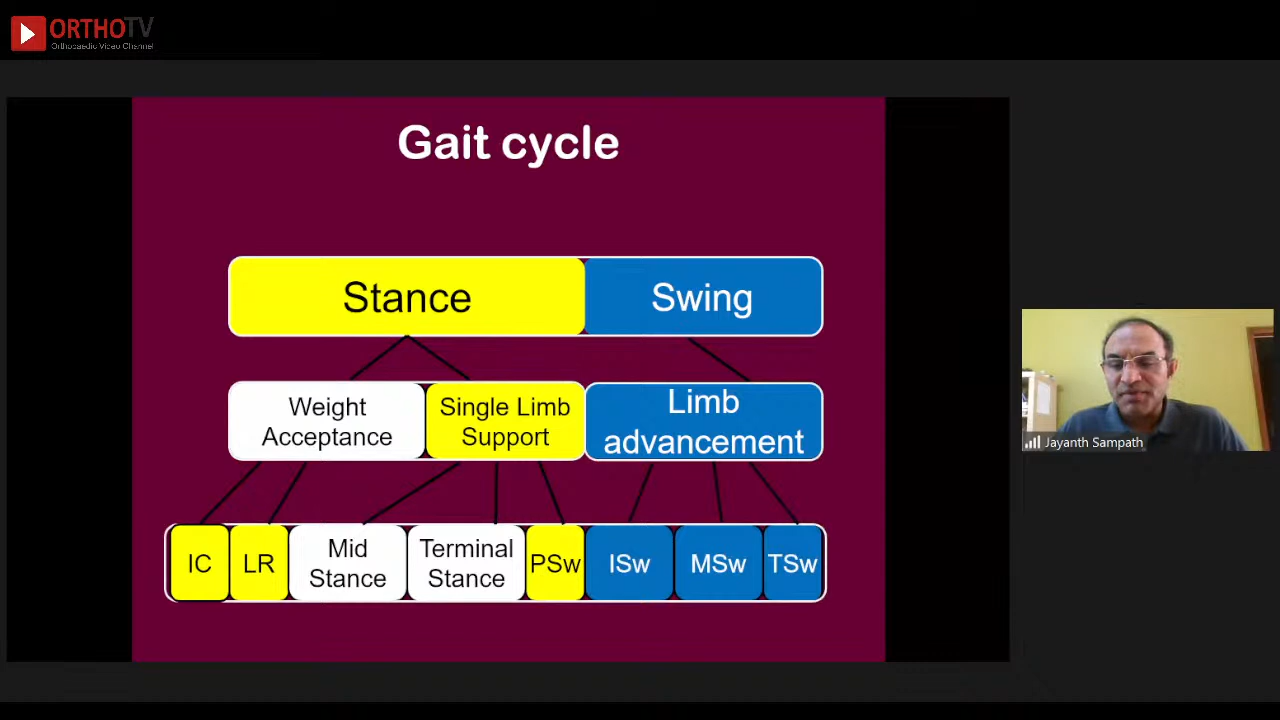 ORTHOTV
Orthopaedic Video Channel
Gait cycle
Stance
Swing
Weight
Acceptance
Single Limb
Support
Limb
advancement
IC
LR
Mid
Stance
Terminal
Stance
PSw
ISw
MSw
TSw
Jayanth Sampath